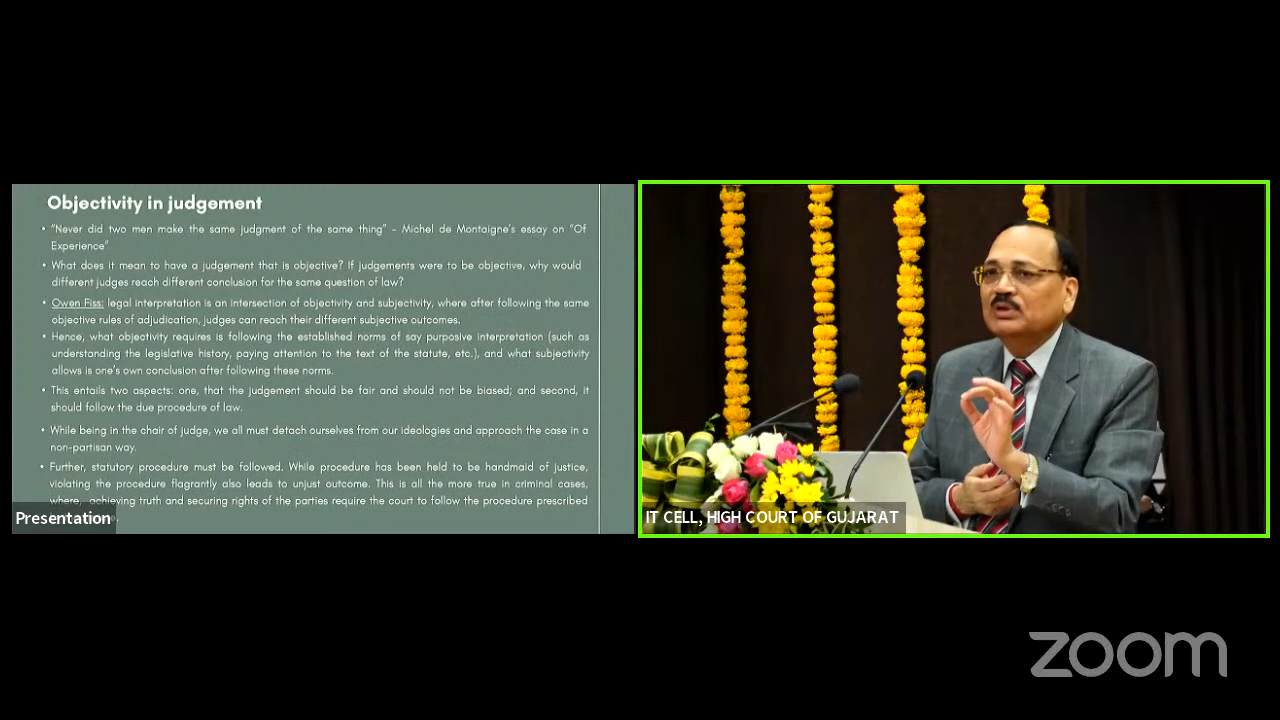 Objectivity in judgement
• "Never did two men make the same judgment of the same thing" - Michel de Montaigne's essay on "Of
Experience"
• What does it mean to have a judgement that is objective? If judgements were to be objective, why would
different judges reach different conclusion for the same question of law?
• Owen Fiss: legal interpretation is an intersection of objectivity and subjectivity, where after following the same
objective rules of adjudication, judges can reach their different subjective outcomes.
• Hence, what objectivity requires is following the established norms of say purposive interpretation (such as
understanding the legislative history, paying attention to the text of the statute, etc.), and what subjectivity
allows is one's own conclusion after following these norms.
• This entails two aspects: one, that the judgement should be fair and should not be biased; and second, it
should follow the due procedure of law.
• While being in the chair of judge, we all must detach ourselves from our ideologies and approach the case in a
non-partisan way.
• Further, statutory procedure must be followed. While procedure has been held to be handmaid of justice,
violating the procedure flagrantly also leads to unjust outcome. This is all the more true in criminal cases,
where, achieving truth and securing rights of the parties require the court to follow the procedure prescribed
Presentation
IT CELL, HIGH COURT OF GUJARAT
zoom